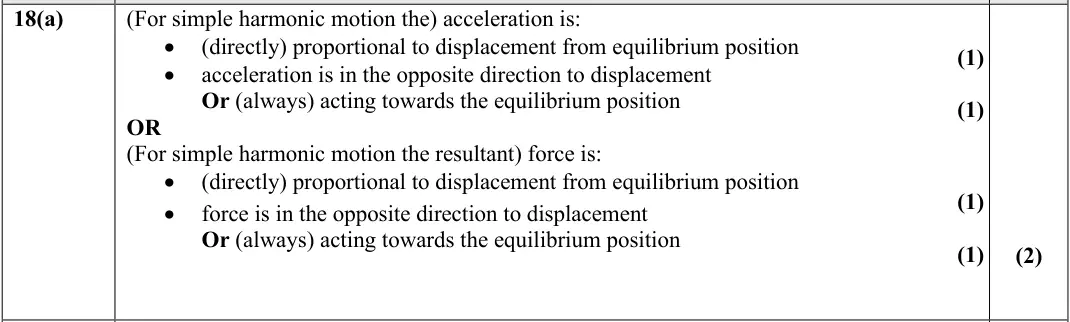 18(a) (For simple harmonic motion the) acceleration is:
• (directly) proportional to displacement from equilibrium position (1)
• acceleration is in the opposite direction to displacement
Or (always) acting towards the equilibrium position (1)
OR
(For simple harmonic motion the resultant) force is:
• (directly) proportional to displacement from equilibrium position (1)
• force is in the opposite direction to displacement
Or (always) acting towards the equilibrium position (1) (2)